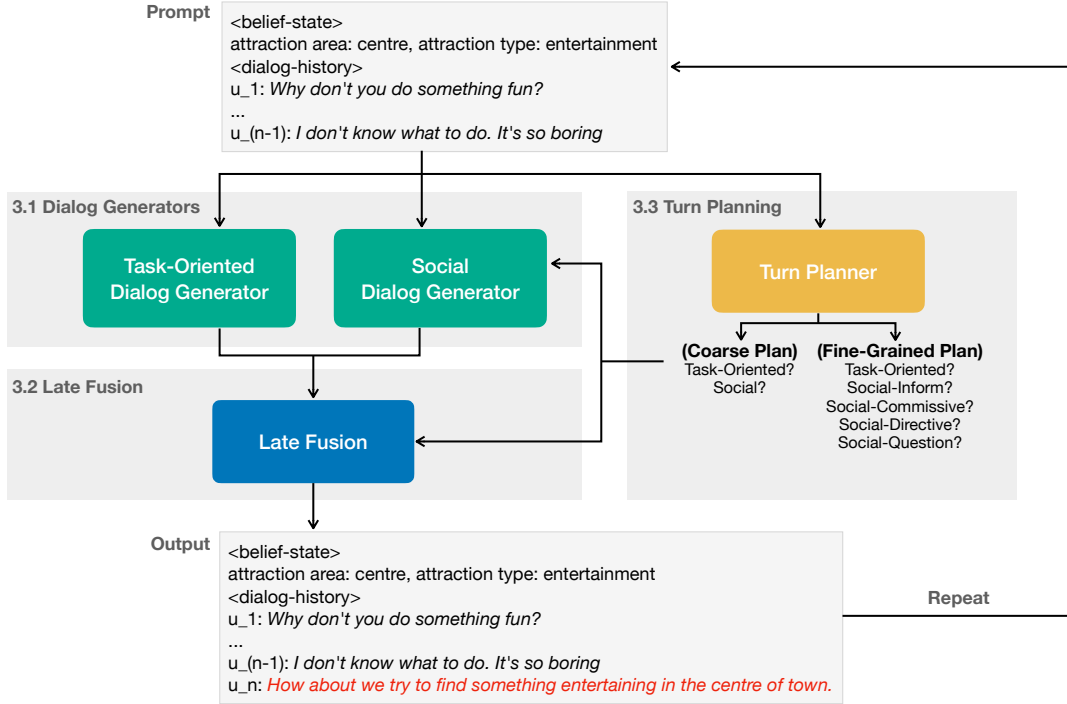 Prompt
<belief-state>
attraction area: centre, attraction type: entertainment
<dialog-history>
u_1: Why don't you do something fun?
...
u_(n-1): I don't know what to do. It's so boring
3.1 Dialog Generators
Task-Oriented
Dialog Generator
Social
Dialog Generator
3.3 Turn Planning
Turn Planner
(Coarse Plan)
Task-Oriented?
Social?
(Fine-Grained Plan)
Task-Oriented?
Social-Inform?
Social-Commissive?
Social-Directive?
Social-Question?
3.2 Late Fusion
Late Fusion
Output
<belief-state>
attraction area: centre, attraction type: entertainment
<dialog-history>
u_1: Why don't you do something fun?
...
u_(n-1): I don't know what to do. It's so boring
u_n: How about we try to find something entertaining in the centre of town.
Repeat